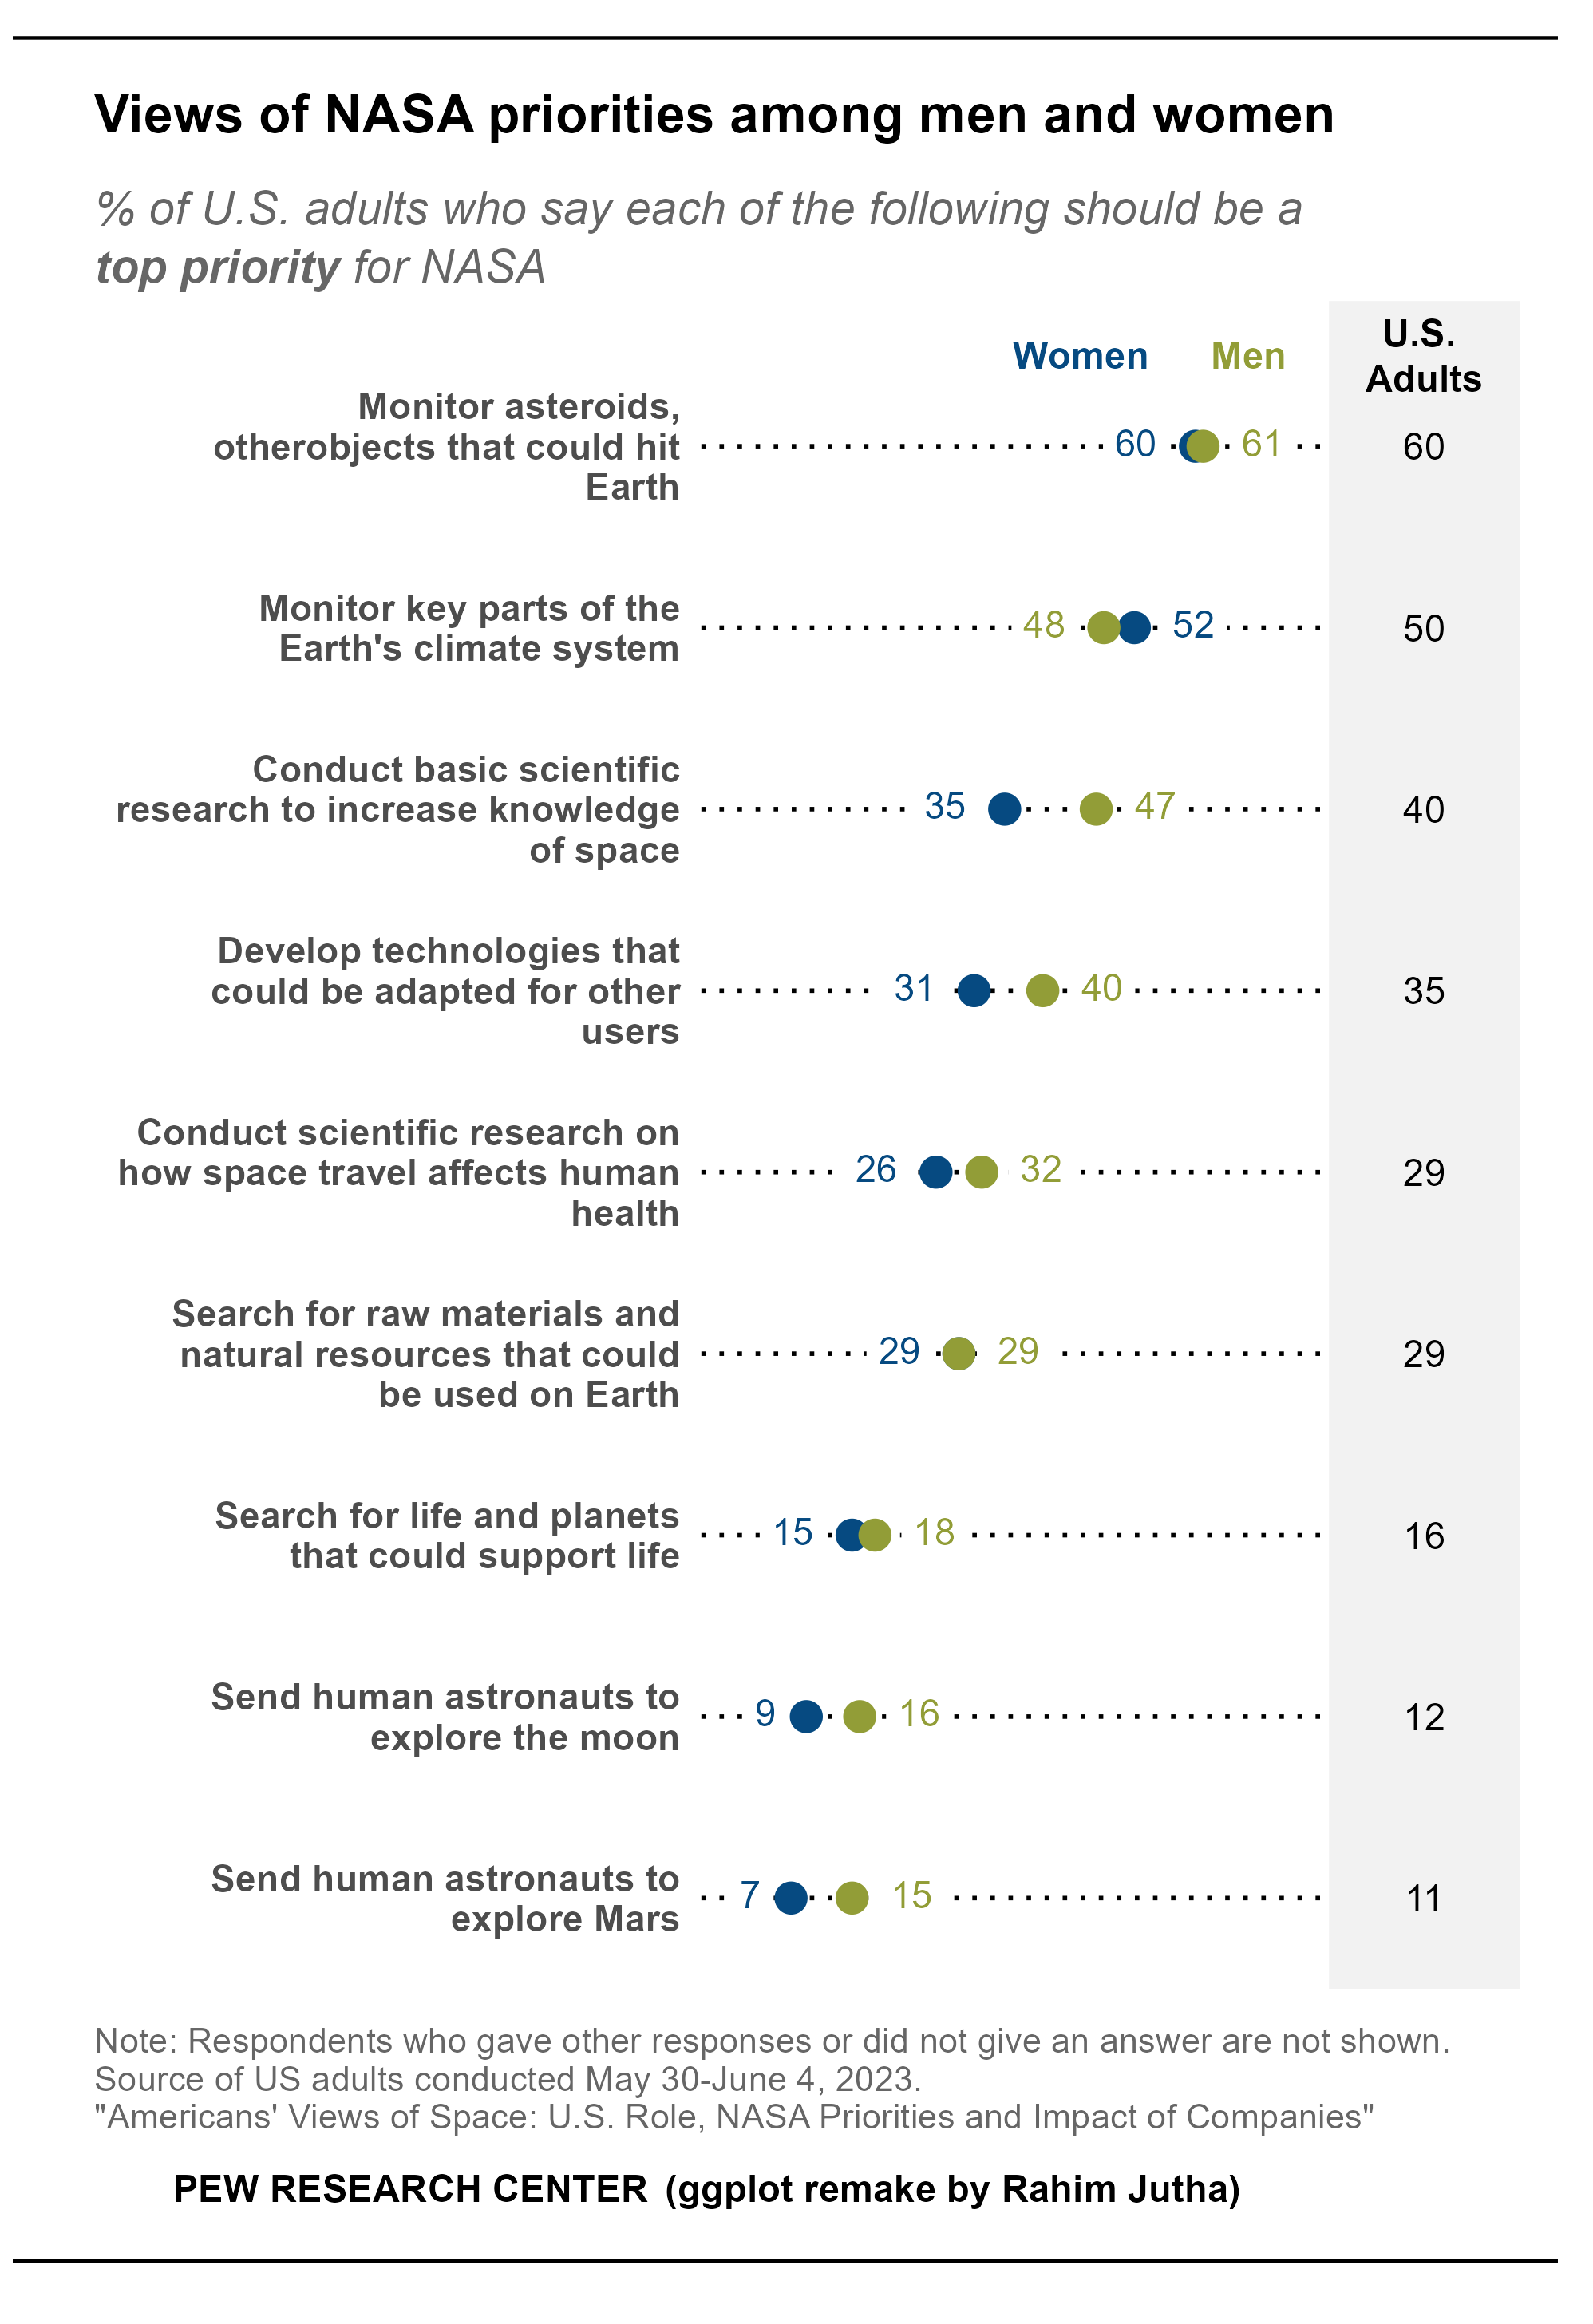 Views of NASA priorities among men and women
% of U.S. adults who say each of the following should be a
top priority for NASA
Women Men U.S.
Adults
Monitor asteroids,
otherobjects that could hit
Earth
60 61 60
Monitor key parts of the
Earth's climate system
48 52 50
Conduct basic scientific
research to increase knowledge
of space
35 47 40
Develop technologies that
could be adapted for other
users
31 40 35
Conduct scientific research on
how space travel affects human
health
26 32 29
Search for raw materials and
natural resources that could
be used on Earth
29 29 29
Search for life and planets
that could support life
15 18 16
Send human astronauts to
explore the moon
9 16 12
Send human astronauts to
explore Mars
7 15 11
Note: Respondents who gave other responses or did not give an answer are not shown.
Source of US adults conducted May 30-June 4, 2023.
"Americans' Views of Space: U.S. Role, NASA Priorities and Impact of Companies"
PEW RESEARCH CENTER (ggplot remake by Rahim Jutha)